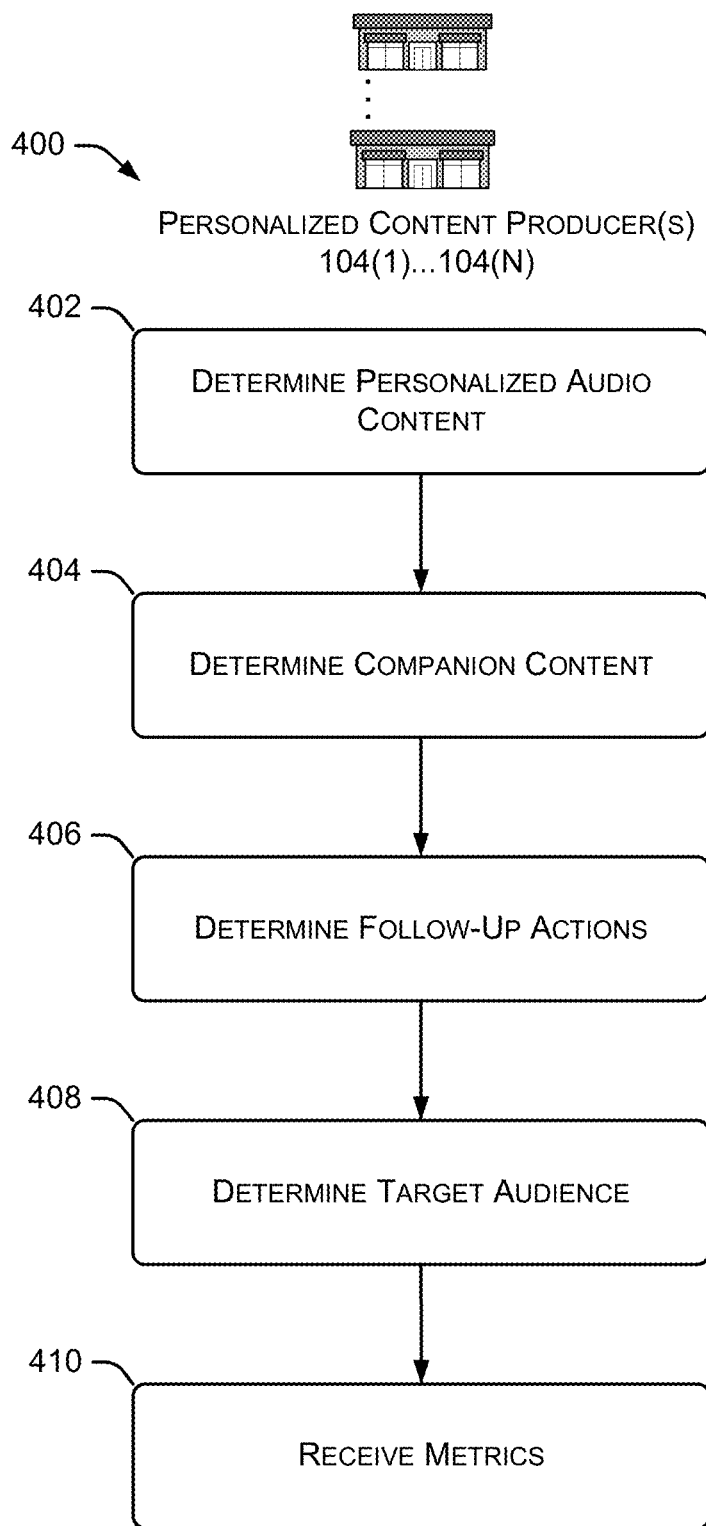 400
PERSONALIZED CONTENT PRODUCER(S)
104(1)...104(N)
402
DETERMINE PERSONALIZED AUDIO
CONTENT
404
DETERMINE COMPANION CONTENT
406
DETERMINE FOLLOW-UP ACTIONS
408
DETERMINE TARGET AUDIENCE
410
RECEIVE METRICS